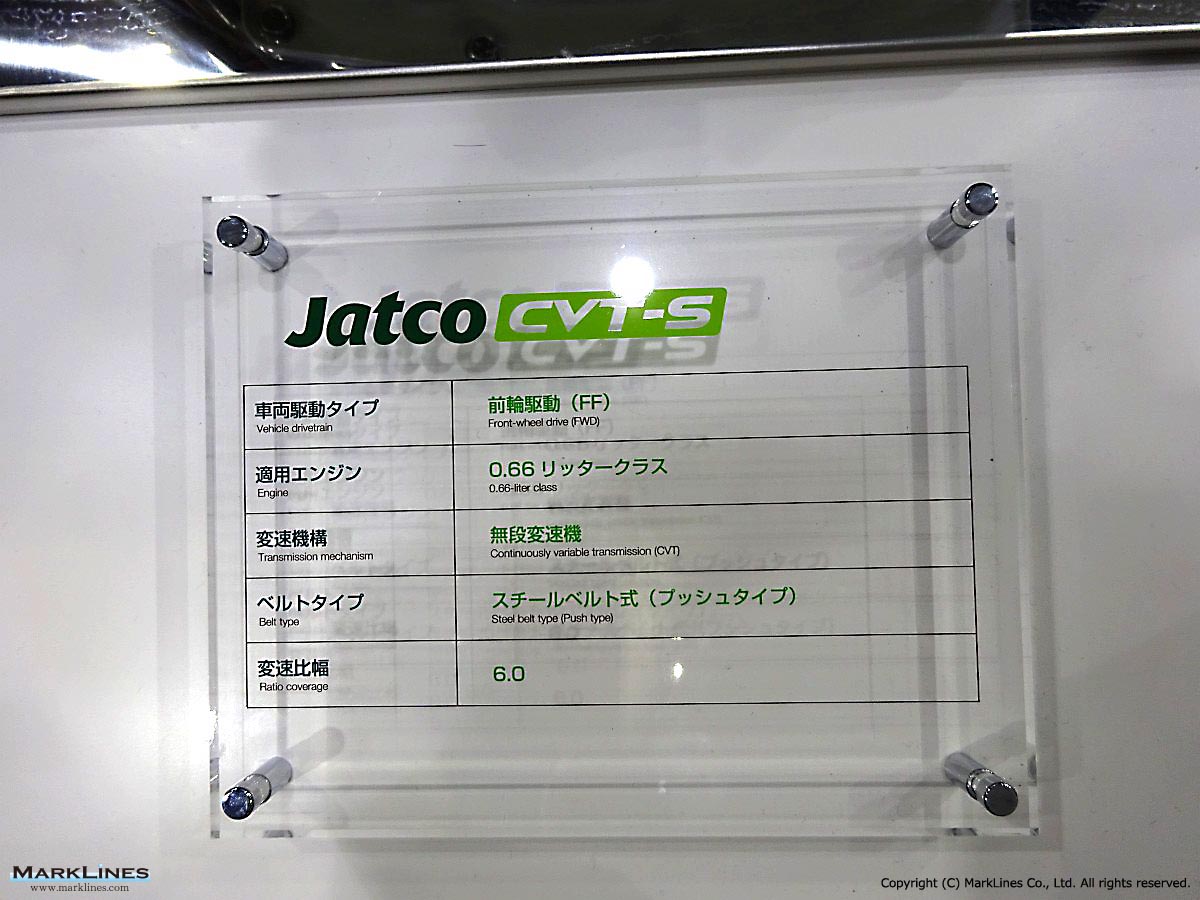 Jatco CVT-S
車両駆動タイプ
Vehicle drivetrain
前輪駆動（FF）
Front-wheel drive (FWD)
適用エンジン
Engine
0.66 リッタークラス
0.66-liter class
変速機構
Transmission mechanism
無段変速機
Continuously variable transmission (CVT)
ベルトタイプ
Belt type
スチールベルト式（プッシュタイプ）
Steel belt type (Push type)
変速比幅
Ratio coverage
6.0
MARKLINES
www.marklines.com
Copyright (C) MarkLines Co., Ltd. All rights reserved.